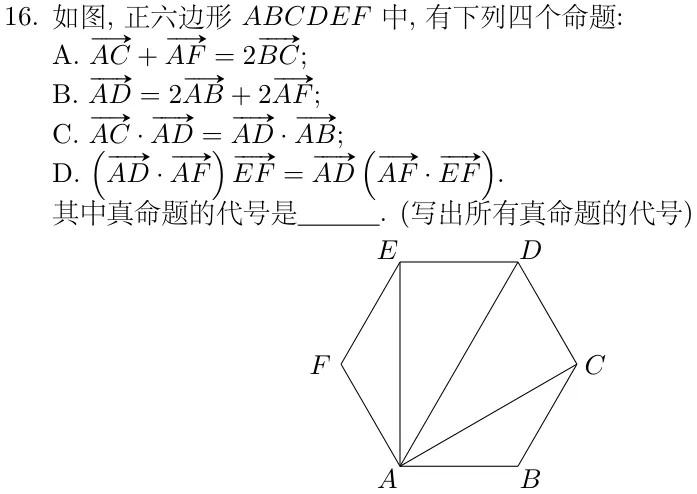 16. 如图, 正六边形 ABCDEF 中, 有下列四个命题:
A. $\overrightarrow{AC} + \overrightarrow{AF} = 2\overrightarrow{BC}$;
B. $\overrightarrow{AD} = 2\overrightarrow{AB} + 2\overrightarrow{AF}$;
C. $\overrightarrow{AC} \cdot \overrightarrow{AD} = \overrightarrow{AD} \cdot \overrightarrow{AB}$;
D. $\left(\overrightarrow{AD} \cdot \overrightarrow{AF}\right) \overrightarrow{EF} = \overrightarrow{AD} \left(\overrightarrow{AF} \cdot \overrightarrow{EF}\right)$.
其中真命题的代号是______. (写出所有真命题的代号)
E D
F C
A B